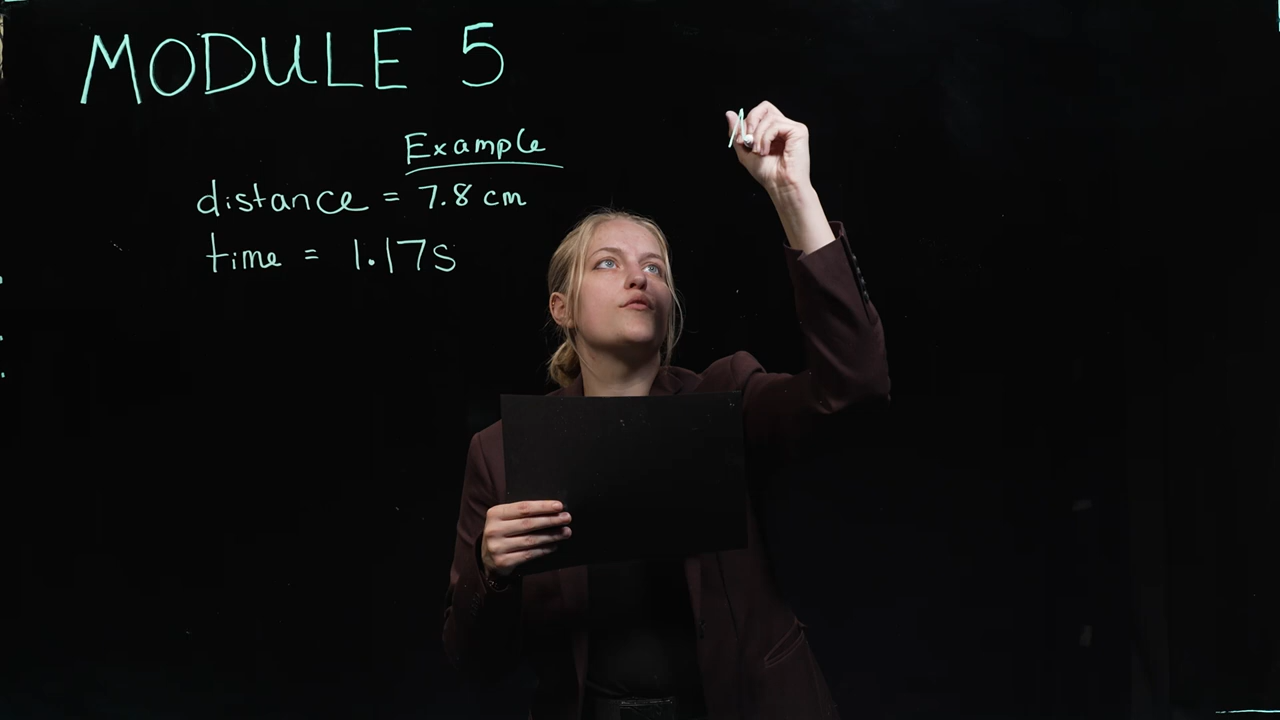 MODULE 5
Example
distance = 7.8 cm
time = 1.17s